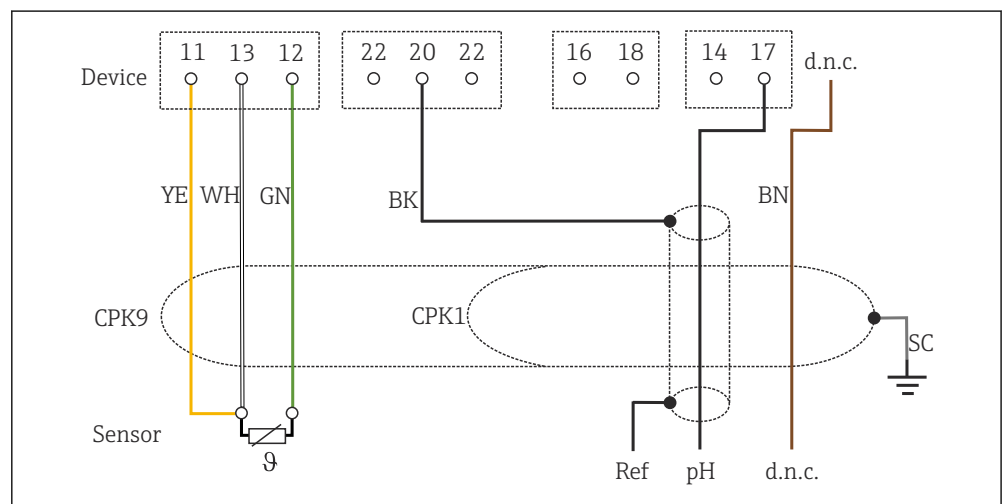 11 13 12 22 20 22 16 18 14 17 d.n.c.
Device
YE WH GN BK BN
CPK9 CPK1
SC
Sensor
ϑ Ref pH d.n.c.